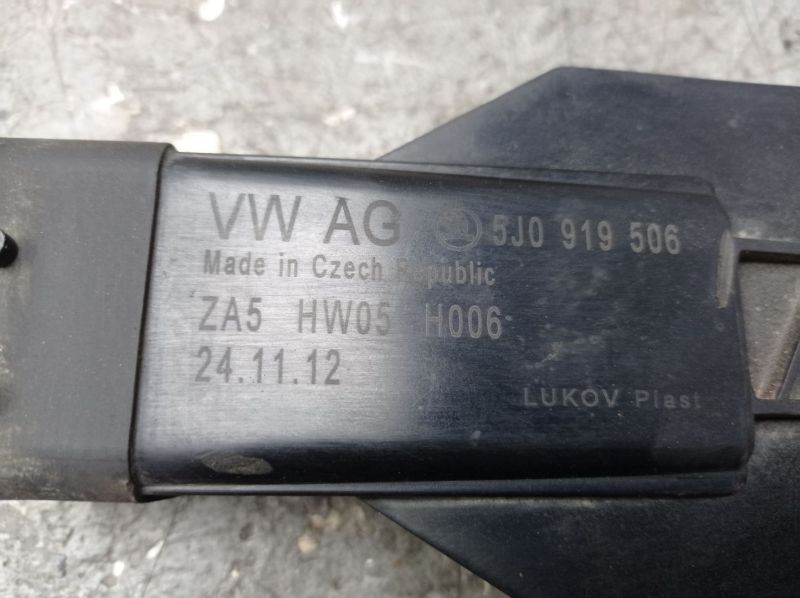 VW AG 5J0 919 506
Made in Czech Republic
ZA5 HW05 H006
24.11.12
LUKOV Plast